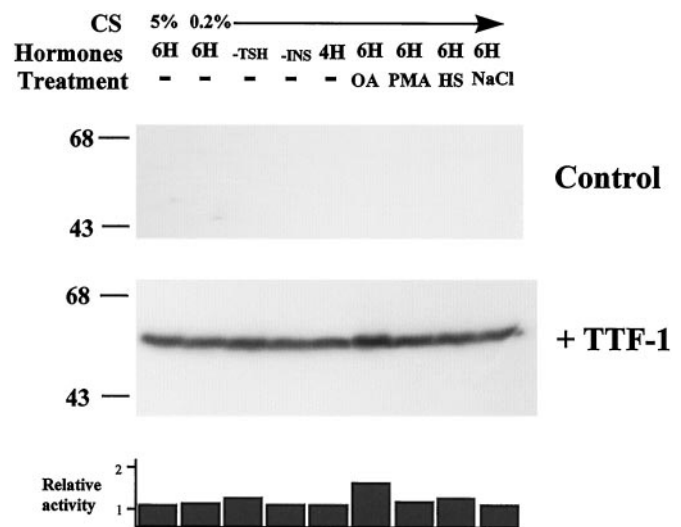 CS 5% 0.2%
Hormones 6H 6H -TSH -INS 4H 6H 6H 6H 6H
Treatment - - - - - OA PMA HS NaCl
68
Control
43
68
+ TTF-1
43
2
Relative
activity 1